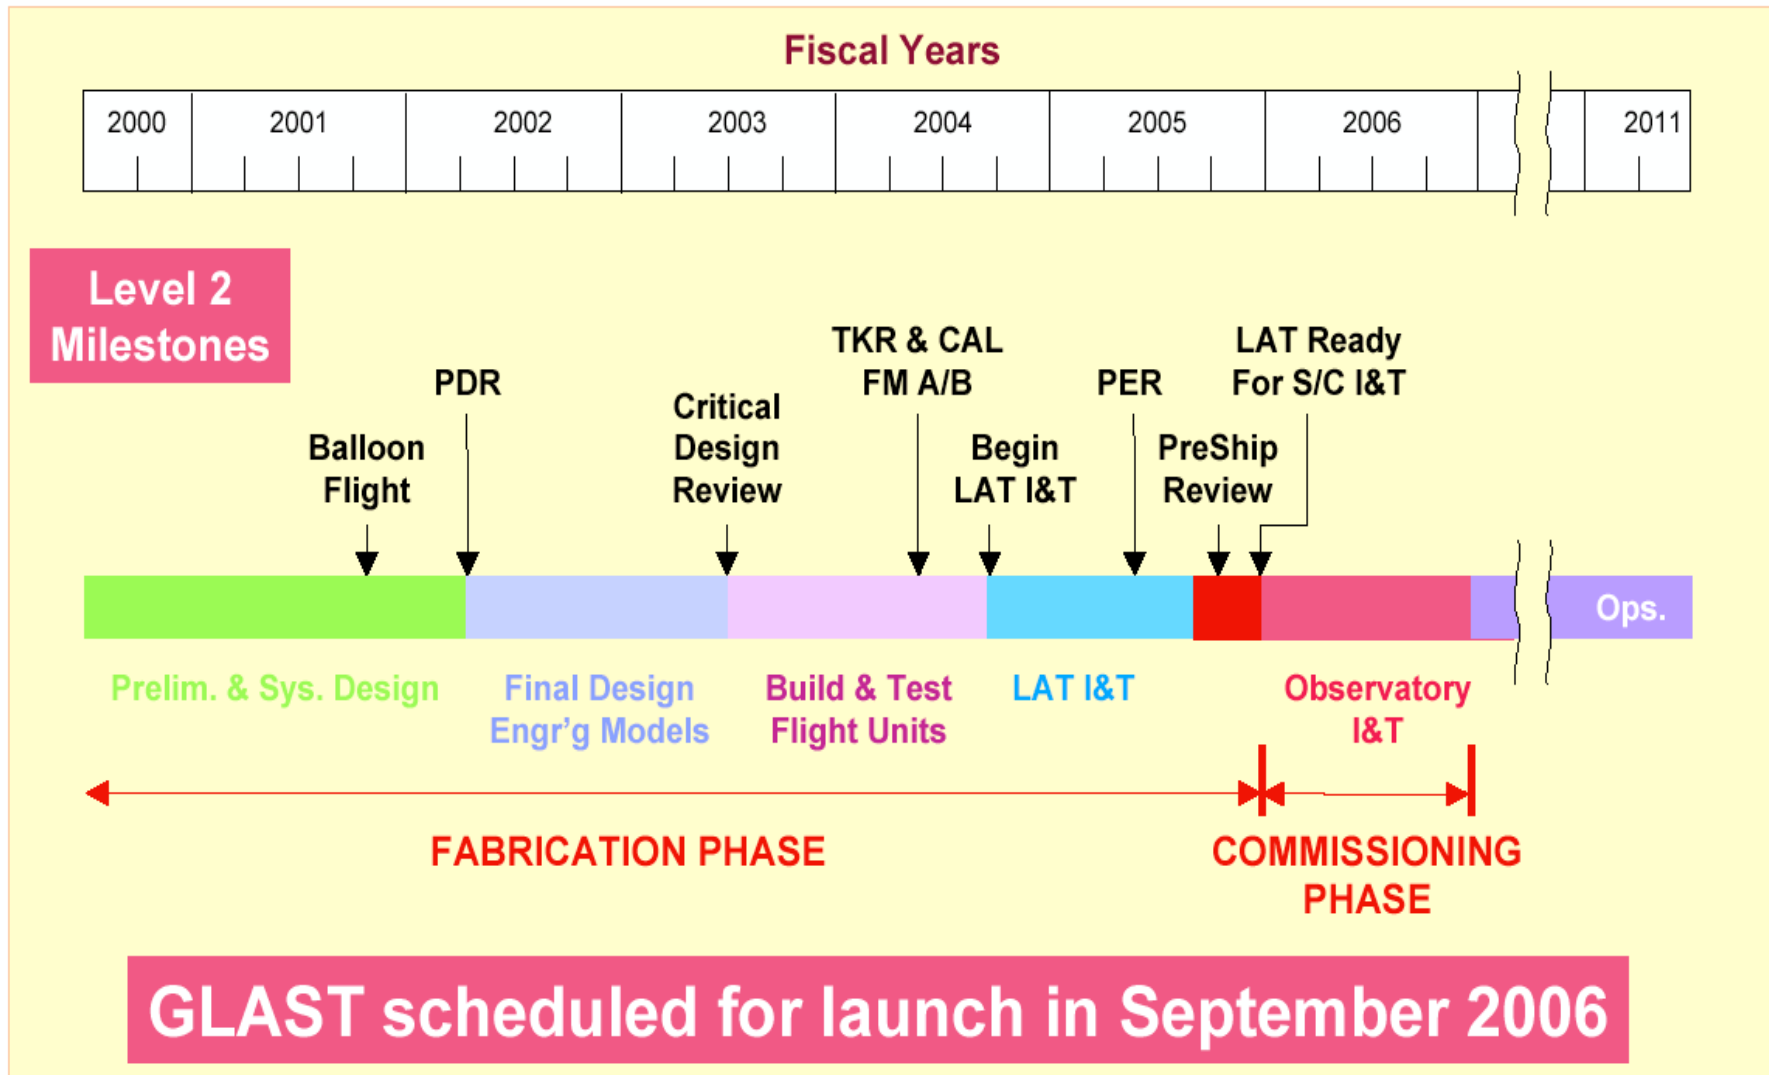 Fiscal Years
2000 2001 2002 2003 2004 2005 2006 2011
Level 2
Milestones
Balloon
Flight
PDR
Critical
Design
Review
TKR & CAL
FM A/B
Begin
LAT I&T
PER
PreShip
Review
LAT Ready
For S/C I&T
Ops.
Prelim. & Sys. Design
Final Design
Engr’g Models
Build & Test
Flight Units
LAT I&T
Observatory
I&T
FABRICATION PHASE
COMMISSIONING
PHASE
GLAST scheduled for launch in September 2006